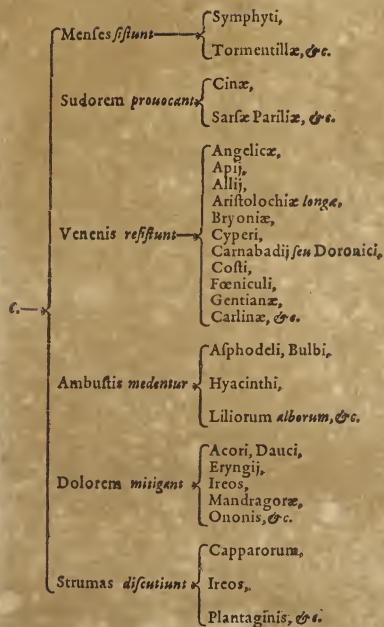 Menſes ſiſtunt
Symphyti,
Tormentillæ, &c.
Sudorem prouocant
Cinæ,
Sarſæ Pariliæ, &c.
Venenis reſiſtunt
Angelicæ,
Apij,
Allij,
Ariſtolochiæ longæ,
Bryoniæ,
Cyperi,
Carnabadij ſeu Doronici,
Coſti,
Fœniculi,
Gentianæ,
Carlinæ, &c.
c.
Ambuſtis medentur
Aſphodeli, Bulbi,
Hyacinthi,
Liliorum alborum, &c.
Dolorem mitigant
Acori, Dauci,
Eryngij,
Ireos,
Mandragoræ,
Ononis, &c.
Strumas diſcutiunt
Capparorum,
Ireos,
Plantaginis, &c.